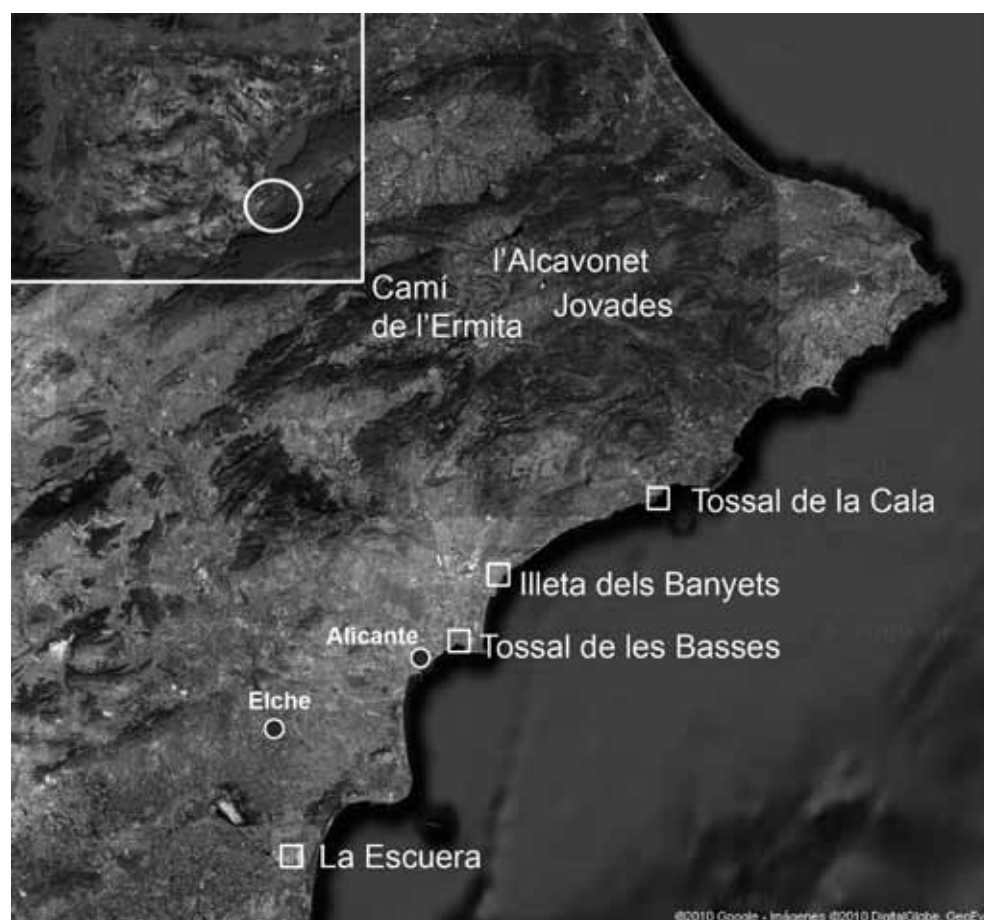 l'Alcavonet
Camí
de l'Ermita
Jovades
Tossal de la Cala
Illeta dels Banyets
Alicante
Tossal de les Basses
Elche
La Escuera
©2010 Google - Imágenes ©2010 DigitalGlobe, GeoEy